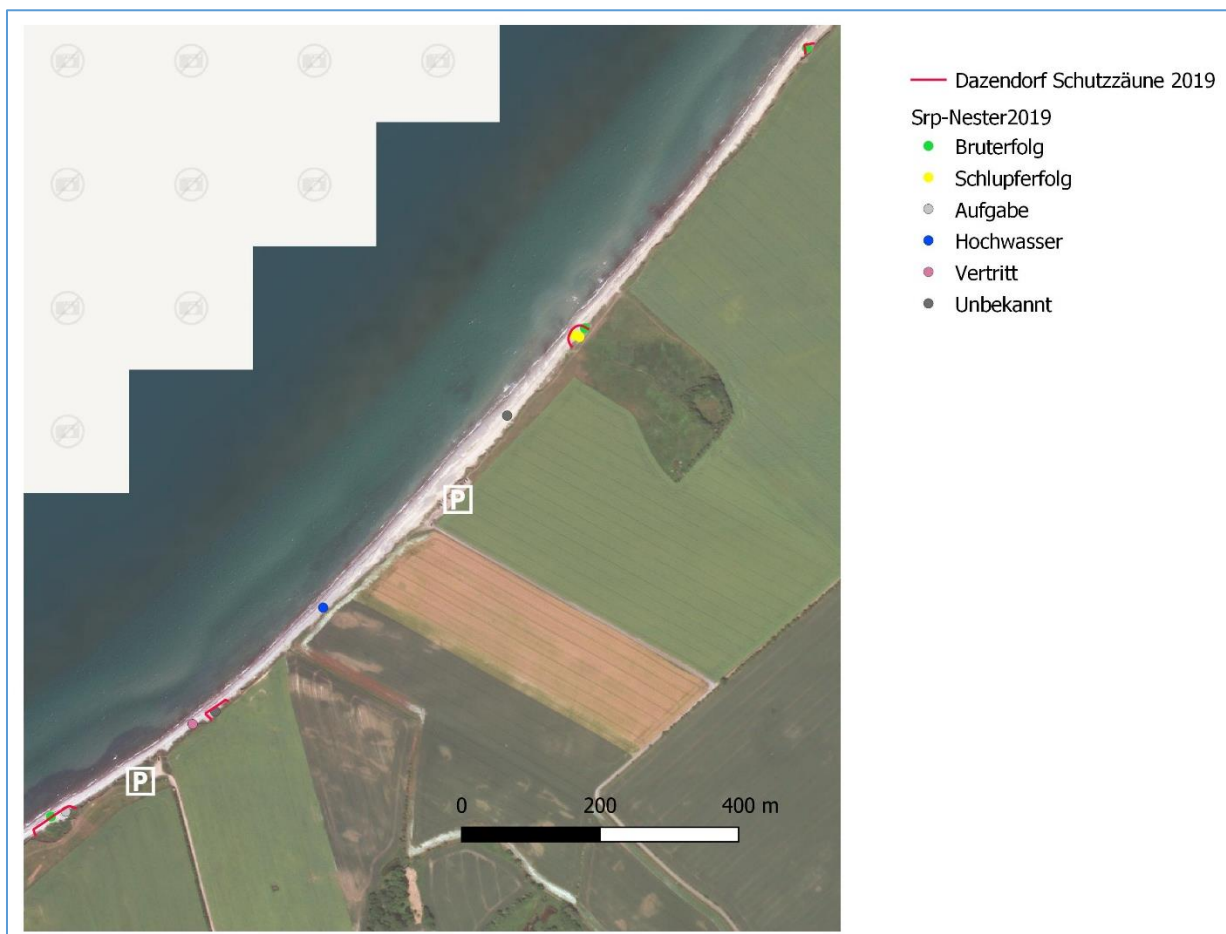 Dazendorf Schutzzäune 2019
Srp-Nester2019
Bruterfolg
Schlupferfolg
Aufgabe
Hochwasser
Vertritt
Unbekannt
P
P
0 200 400 m